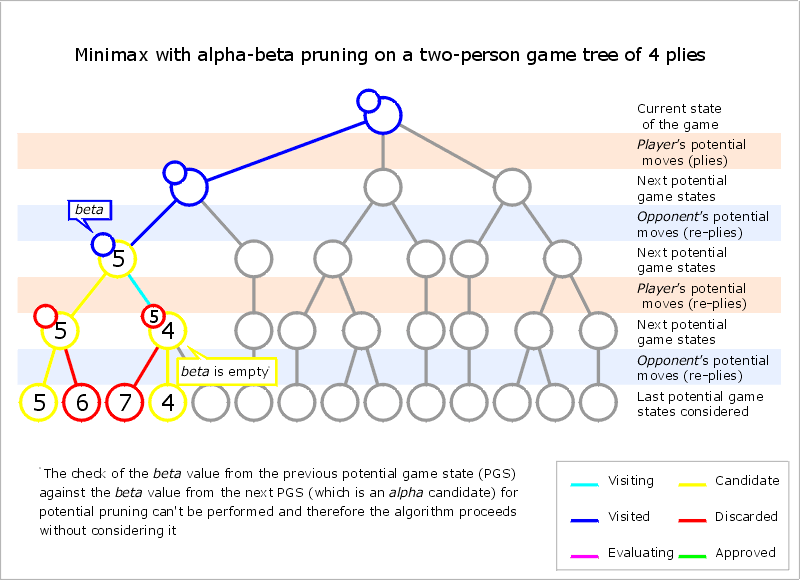 Minimax with alpha-beta pruning on a two-person game tree of 4 plies
Current state
of the game
Player's potential
moves (plies)
Next potential
game states
beta
Opponent's potential
moves (re-plies)
5
Next potential
game states
Player's potential
moves (re-plies)
5
5
4
Next potential
game states
beta is empty
Opponent's potential
moves (re-plies)
5 6 7 4
Last potential game
states considered
The check of the beta value from the previous potential game state (PGS)
against the beta value from the next PGS (which is an alpha candidate) for
potential pruning can't be performed and therefore the algorithm proceeds
without considering it
Visiting Candidate
Visited Discarded
Evaluating Approved